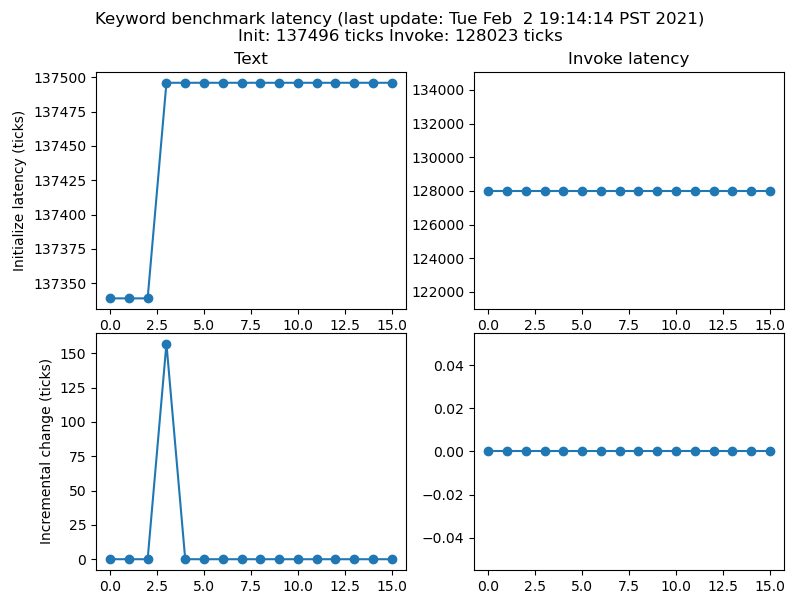 Keyword benchmark latency (last update: Tue Feb  2 19:14:14 PST 2021)
Init: 137496 ticks Invoke: 128023 ticks
Text
Initialize latency (ticks)
137500
137475
137450
137425
137400
137375
137350
0.0 2.5 5.0 7.5 10.0 12.5 15.0
Invoke latency
134000
132000
130000
128000
126000
124000
122000
0.0 2.5 5.0 7.5 10.0 12.5 15.0
Incremental change (ticks)
150
125
100
75
50
25
0
0.0 2.5 5.0 7.5 10.0 12.5 15.0
0.04
0.02
0.00
−0.02
−0.04
0.0 2.5 5.0 7.5 10.0 12.5 15.0